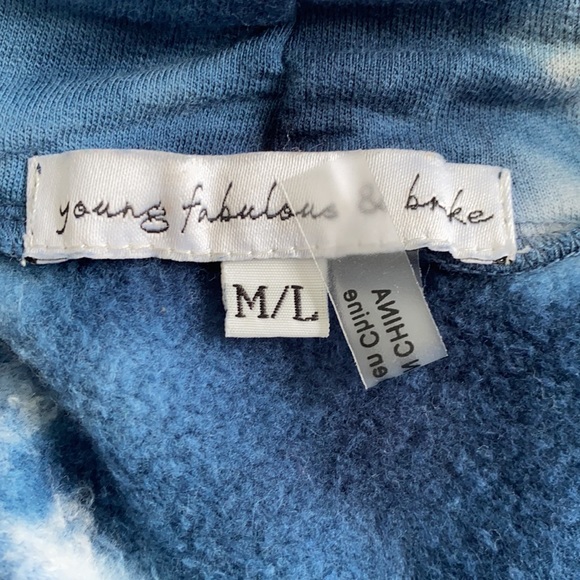 young fabulous & broke
M/L
N CHINA
en Chine